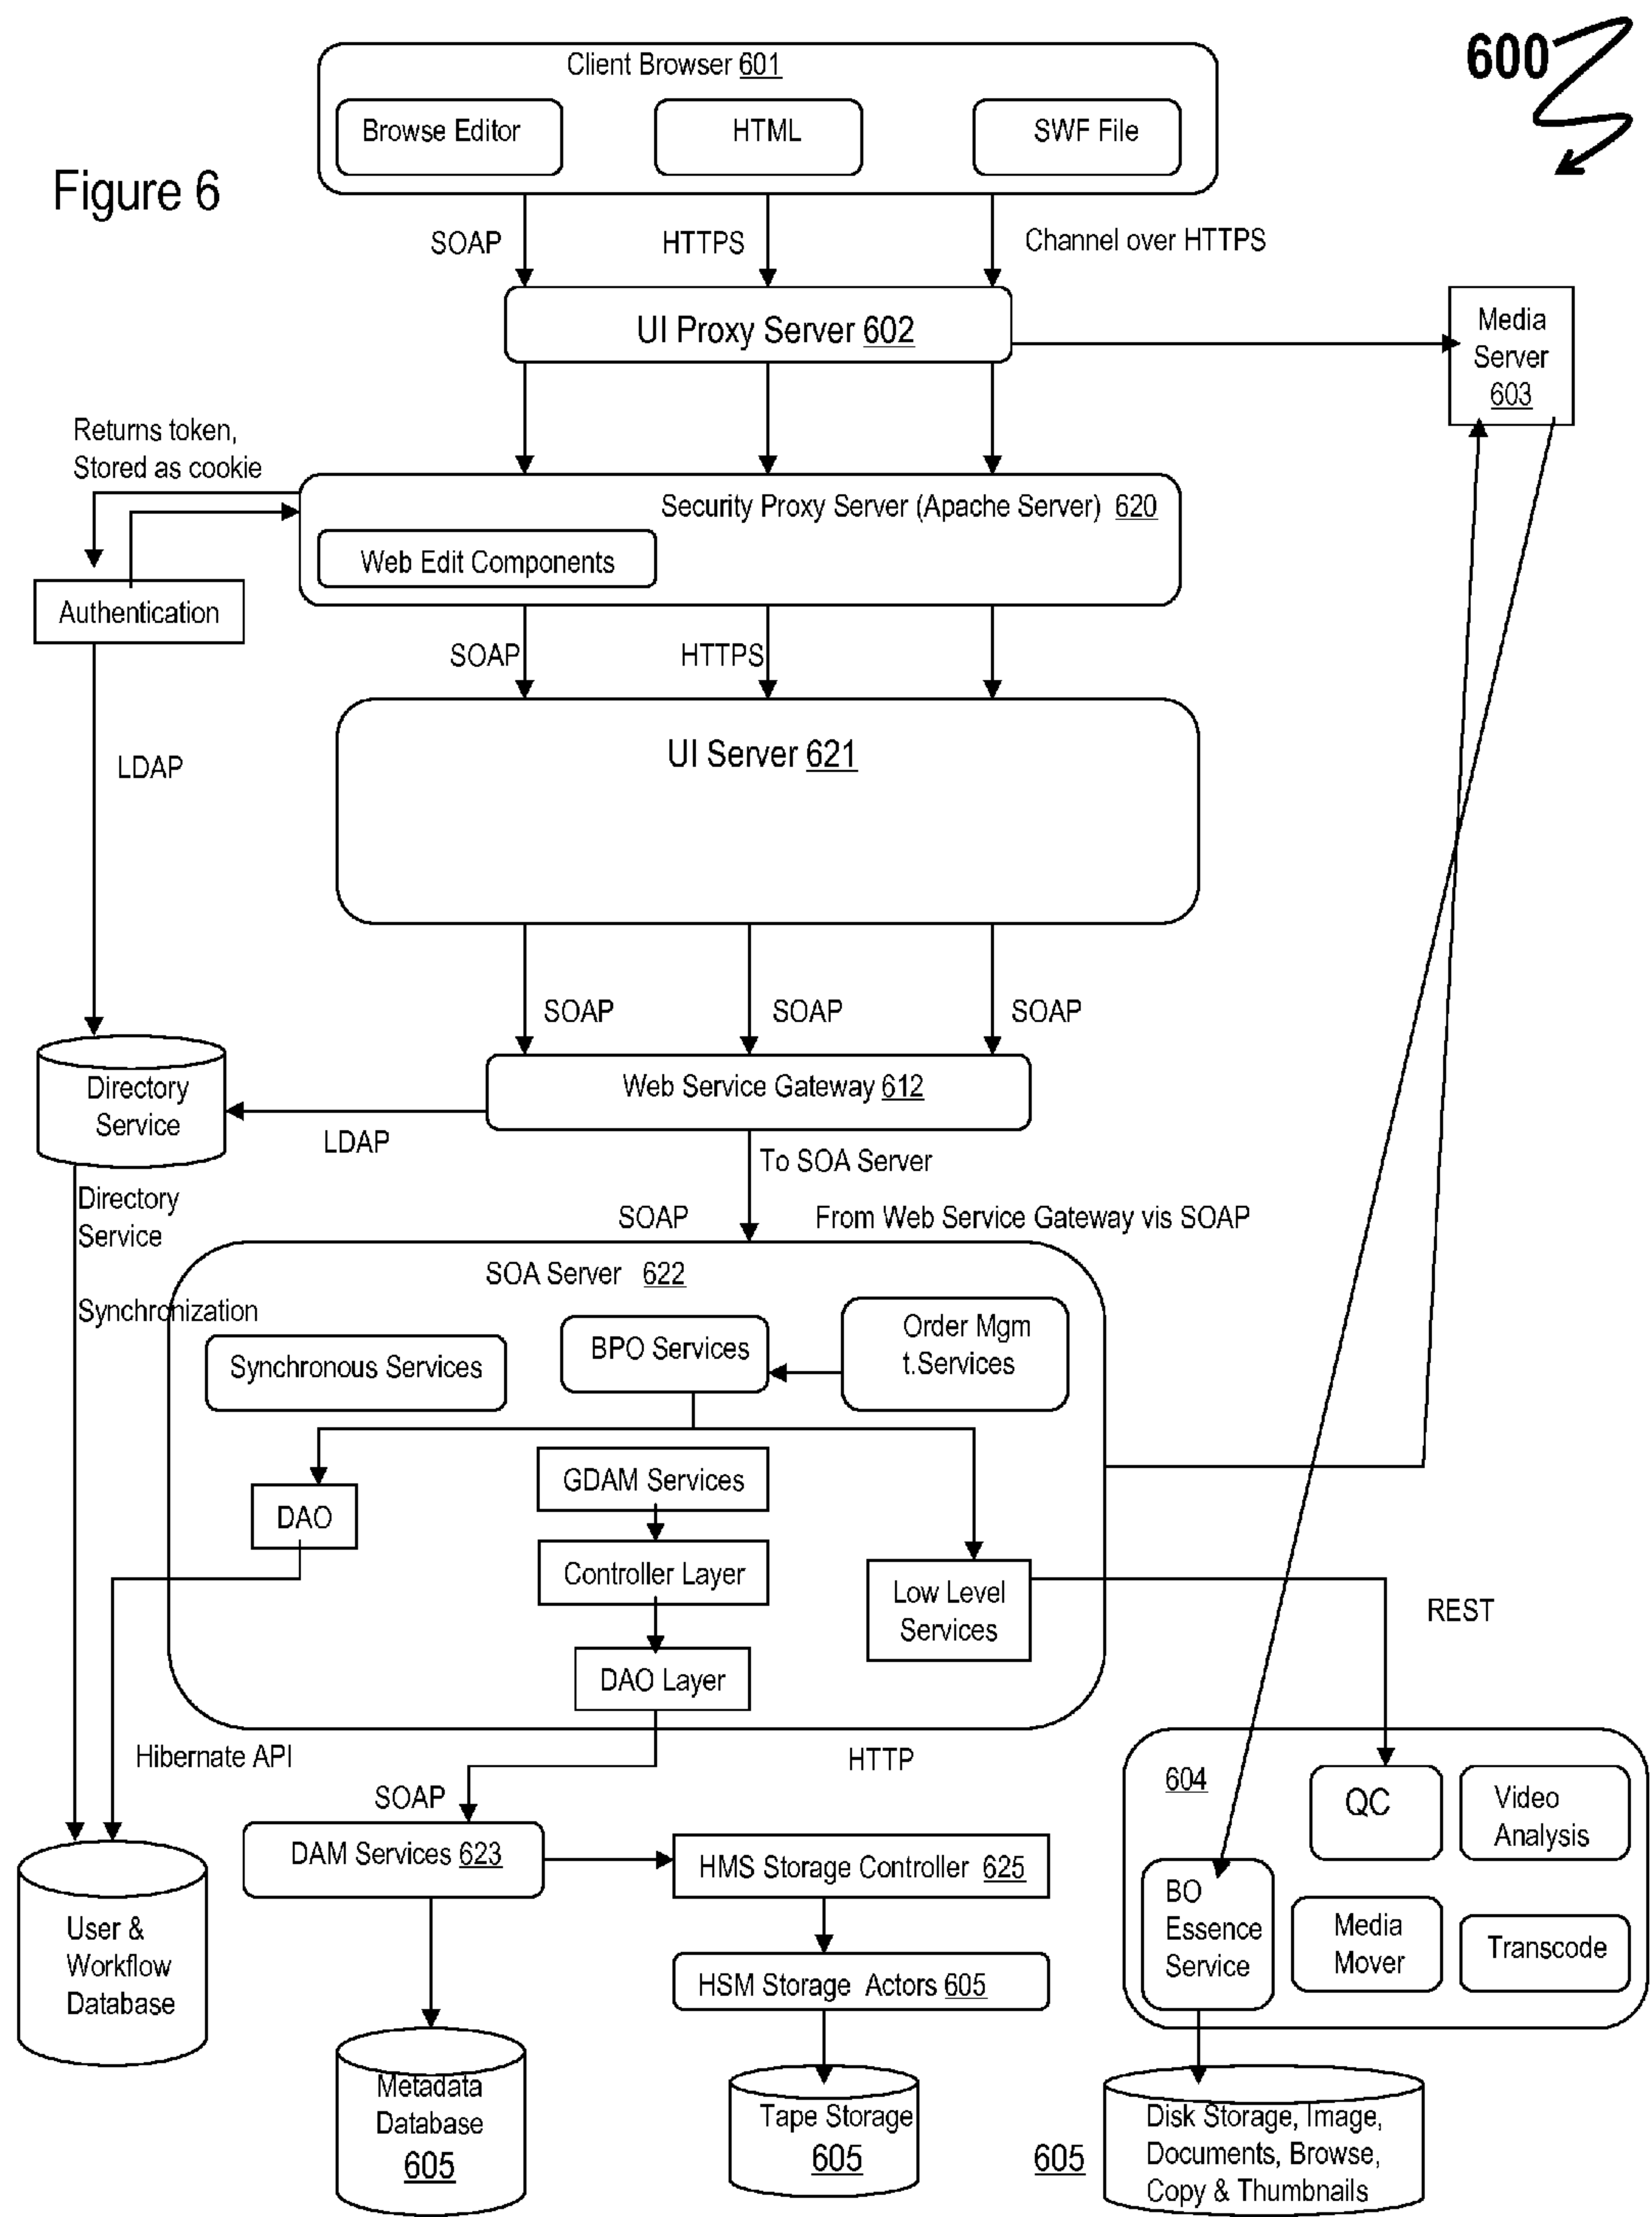 600
Client Browser 601
Browse Editor
HTML
SWF File
Figure 6
SOAP
HTTPS
Channel over HTTPS
UI Proxy Server 602
Media
Server
603
Returns token,
Stored as cookie
Security Proxy Server (Apache Server) 620
Web Edit Components
Authentication
SOAP
HTTPS
UI Server 621
LDAP
SOAP
SOAP
SOAP
Directory
Service
Web Service Gateway 612
LDAP
To SOA Server
Directory
Service
Synchronization
SOAP
From Web Service Gateway vis SOAP
SOA Server 622
Synchronous Services
BPO Services
Order Mgm
t.Services
DAO
GDAM Services
Controller Layer
DAO Layer
Low Level
Services
REST
Hibernate API
HTTP
SOAP
604
QC
Video
Analysis
DAM Services 623
HMS Storage Controller 625
BO
Essence
Service
Media
Mover
Transcode
User &
Workflow
Database
HSM Storage Actors 605
Metadata
Database
605
Tape Storage
605
605
Disk Storage, Image,
Documents, Browse,
Copy & Thumbnails